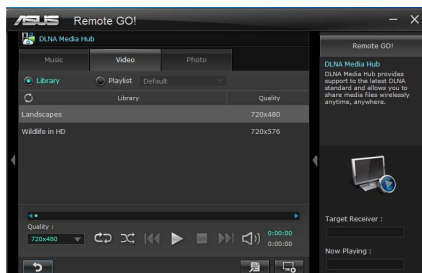 ASUS Remote GO!
DLNA Media Hub
Music Video Photo
Library Playlist Default
Library Quality
Landscapes 720x480
Wildlife in HD 720x576
Quality :
720x480
0:00:00
0:00:00
Remote GO!
DLNA Media Hub
DLNA Media Hub provides
support to the latest DLNA
standard and allows you to
share media files wirelessly
anytime, anywhere.
Target Receiver :
Now Playing :